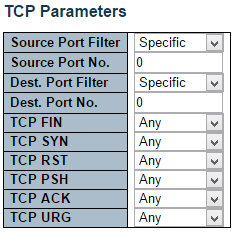 TCP Parameters
Source Port Filter Specific
Source Port No. 0
Dest. Port Filter Specific
Dest. Port No. 0
TCP FIN Any
TCP SYN Any
TCP RST Any
TCP PSH Any
TCP ACK Any
TCP URG Any